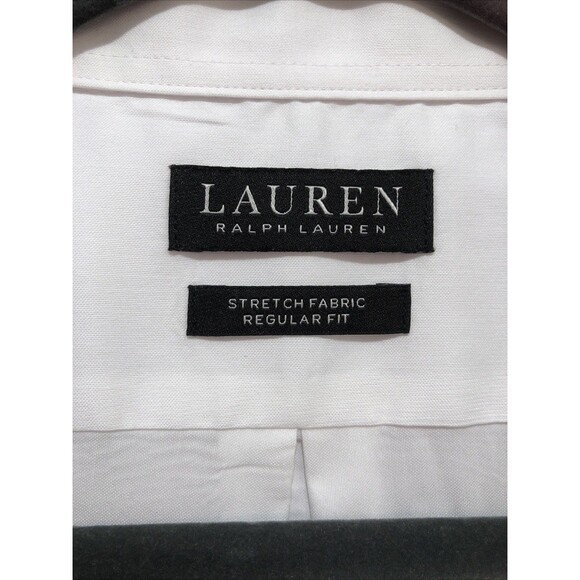 LAUREN
RALPH LAUREN
STRETCH FABRIC
REGULAR FIT